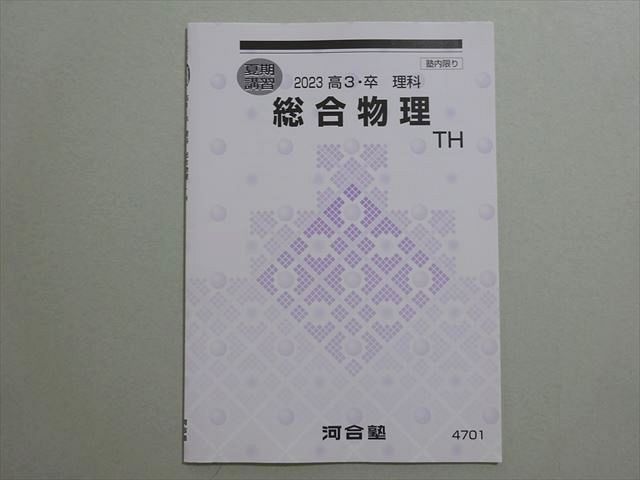 塾内限り
夏期
講習
2023 高3・卒 理科
総合物理
TH
河合塾
4701